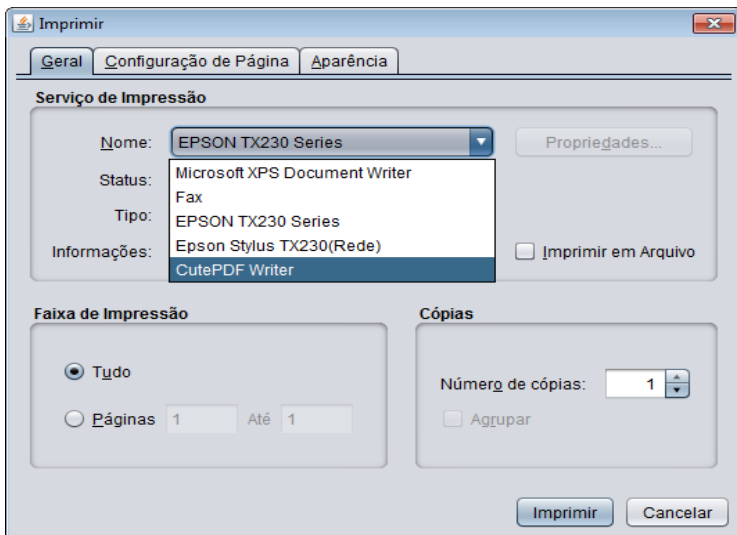 Imprimir
Geral Configuração de Página Aparência
Serviço de Impressão
Nome: EPSON TX230 Series Propriedades...
Status: Microsoft XPS Document Writer
Fax
Tipo: EPSON TX230 Series
Informações: Epson Stylus TX230(Rede) Imprimir em Arquivo
CutePDF Writer
Faixa de Impressão Cópias
Tudo
Número de cópias: 1
Páginas 1 Até 1 Agrupar
Imprimir Cancelar